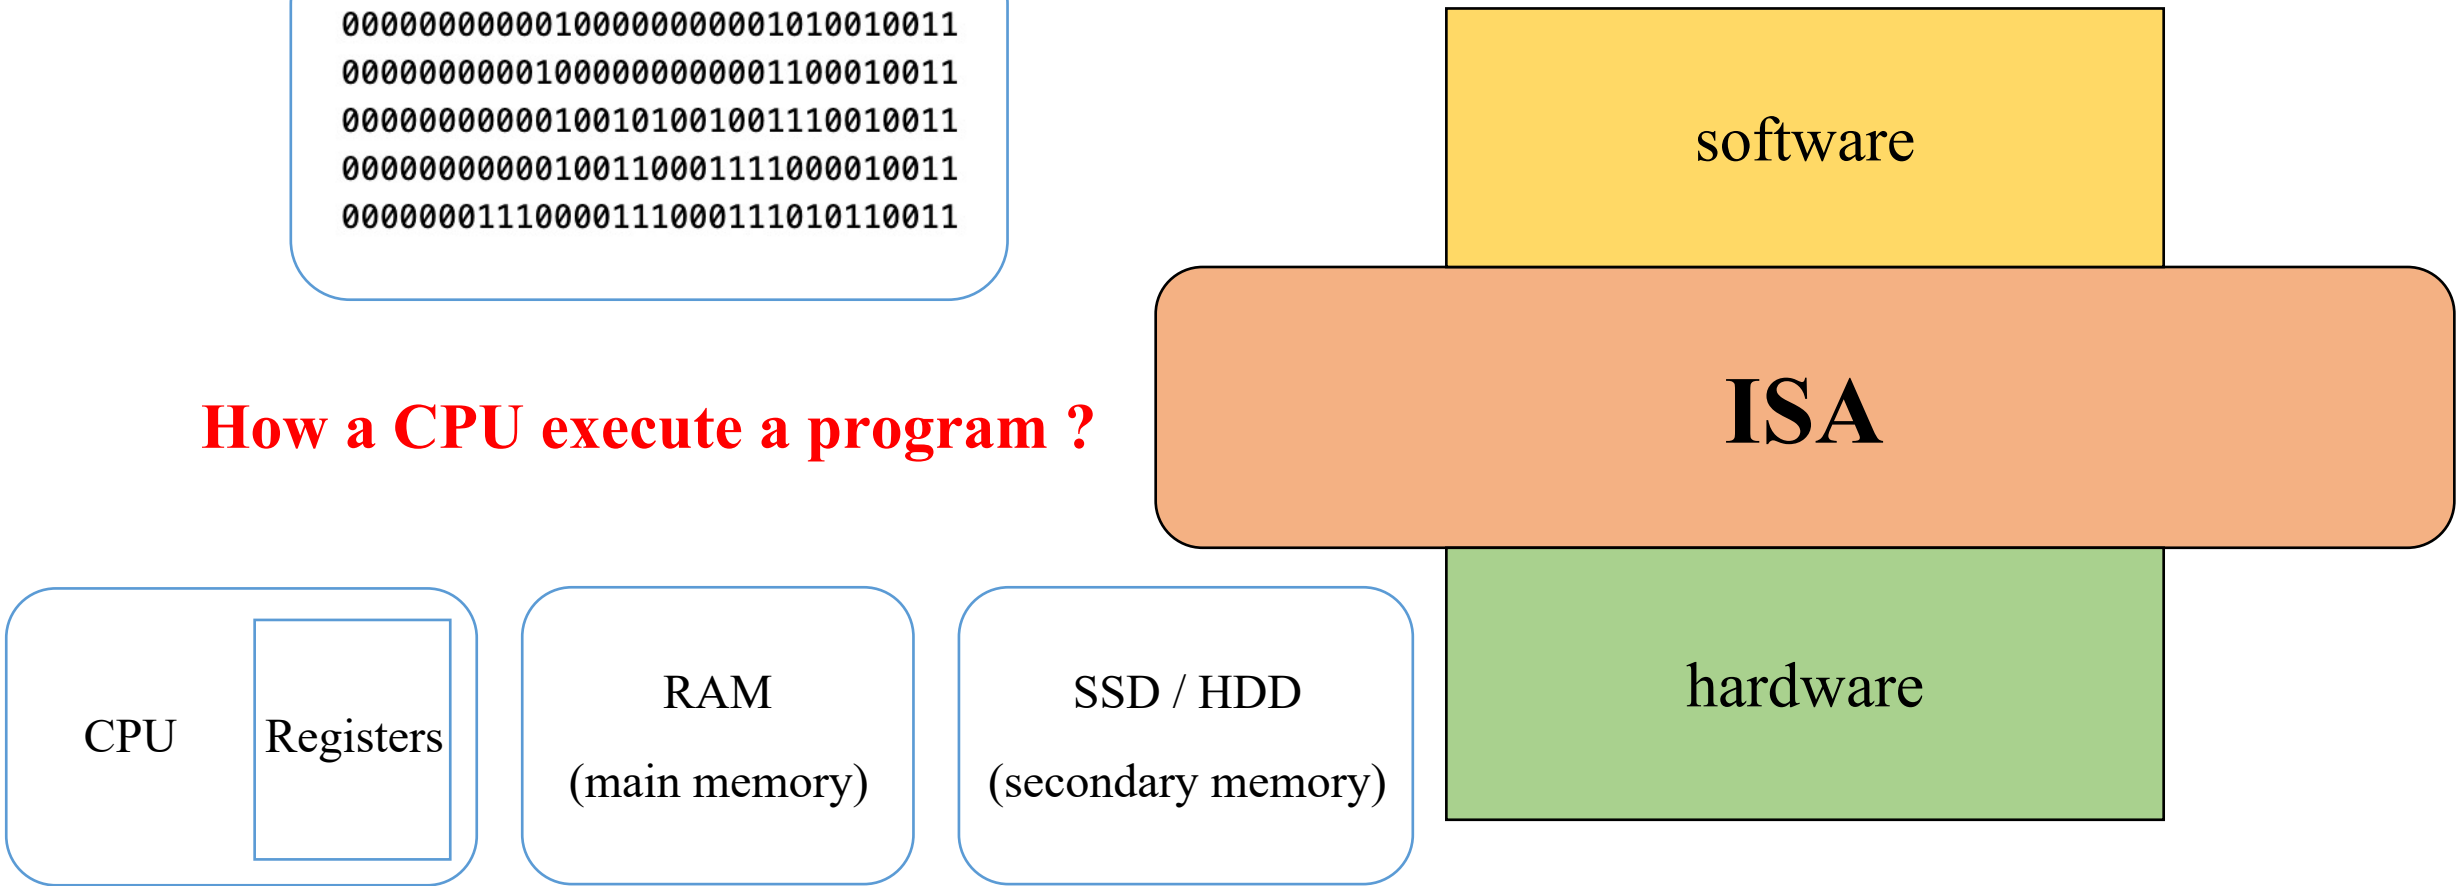 00000000000100000000001010010011
00000000001000000000001100010011
00000000000100101001001110010011
00000000000100110001111000010011
00000001110000111000111010110011
software
ISA
How a CPU execute a program ?
hardware
CPU
Registers
RAM
(main memory)
SSD / HDD
(secondary memory)